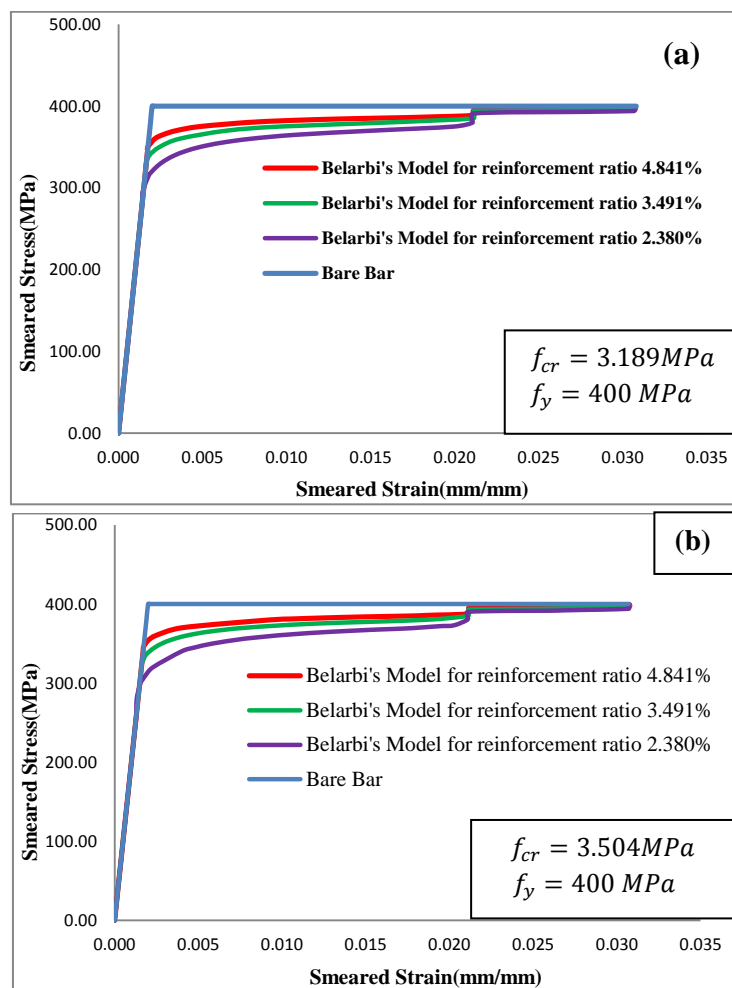 (a)
Smeared Stress(MPa)
500.00
400.00
300.00
200.00
100.00
0.00
Belarbi's Model for reinforcement ratio 4.841%
Belarbi's Model for reinforcement ratio 3.491%
Belarbi's Model for reinforcement ratio 2.380%
Bare Bar
f_cr = 3.189MPa
f_y = 400 MPa
0.000 0.005 0.010 0.015 0.020 0.025 0.030 0.035
Smeared Strain(mm/mm)
(b)
Smeared Stress(MPa)
500.00
400.00
300.00
200.00
100.00
0.00
Belarbi's Model for reinforcement ratio 4.841%
Belarbi's Model for reinforcement ratio 3.491%
Belarbi's Model for reinforcement ratio 2.380%
Bare Bar
f_cr = 3.504MPa
f_y = 400 MPa
0.000 0.005 0.010 0.015 0.020 0.025 0.030 0.035
Smeared Strain(mm/mm)